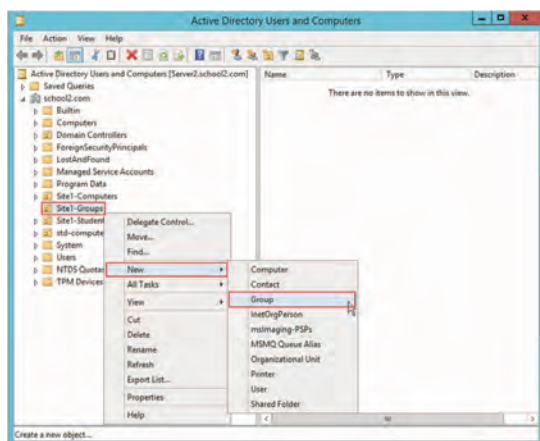 Active Directory Users and Computers
File Action View Help
Active Directory Users and Computers [Server2.school2.com]
Saved Queries
school2.com
Builtin
Computers
Domain Controllers
ForeignSecurityPrincipals
LostAndFound
Managed Service Accounts
Program Data
Site1-Computers
Site1-Groups
Site1-Student
std-compute
System
Users
NTDS Quotas
TPM Devices
Name Type Description
There are no items to show in this view.
Delegate Control...
Move...
Find...
New
All Tasks
View
Cut
Delete
Rename
Refresh
Export List...
Properties
Help
Computer
Contact
Group
InetOrgPerson
msImaging-PSPs
MSMQ Queue Alias
Organizational Unit
Printer
User
Shared Folder
Create a new object...